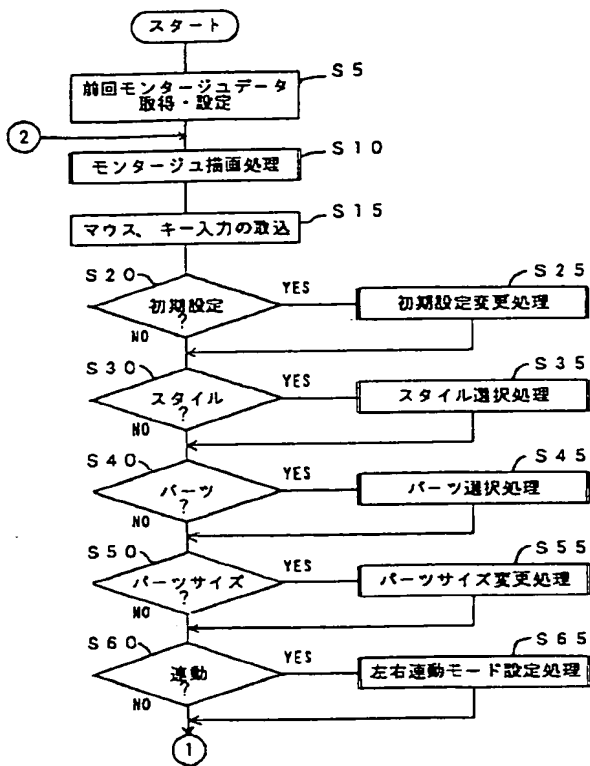 スタート
S5
前回モンタージュデータ
取得・設定
2
S10
モンタージュ描画処理
S15
マウス、キー入力の取込
S20
初期設定
?
YES
NO
S25
初期設定変更処理
S30
スタイル
?
YES
NO
S35
スタイル選択処理
S40
パーツ
?
YES
NO
S45
パーツ選択処理
S50
パーツサイズ
?
YES
NO
S55
パーツサイズ変更処理
S60
連動
?
YES
NO
S65
左右連動モード設定処理
1